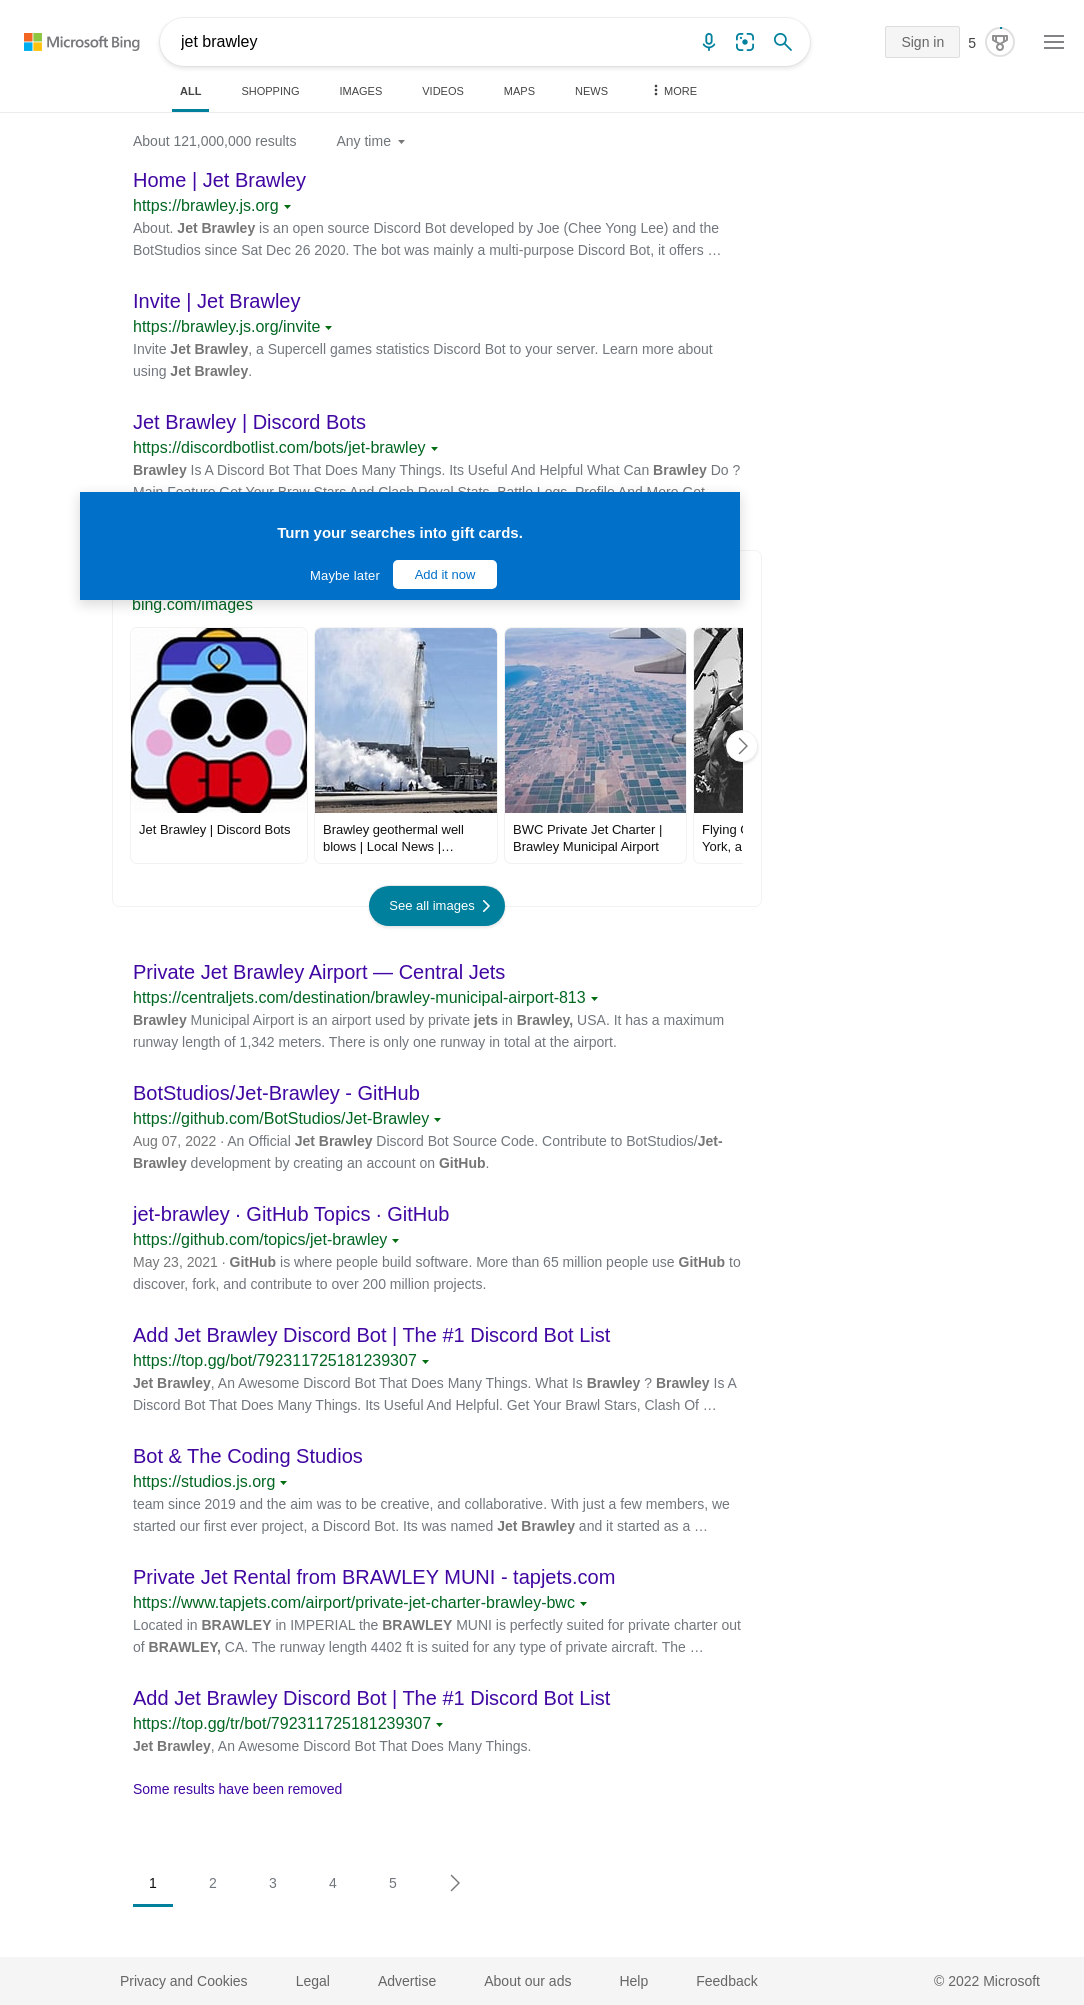 Microsoft Bing
jet brawley
Sign in
5
ALL
SHOPPING
IMAGES
VIDEOS
MAPS
NEWS
MORE
About 121,000,000 results
Any time
Home | Jet Brawley
https://brawley.js.org
About. Jet Brawley is an open source Discord Bot developed by Joe (Chee Yong Lee) and the
BotStudios since Sat Dec 26 2020. The bot was mainly a multi-purpose Discord Bot, it offers …
Invite | Jet Brawley
https://brawley.js.org/invite
Invite Jet Brawley, a Supercell games statistics Discord Bot to your server. Learn more about
using Jet Brawley.
Jet Brawley | Discord Bots
https://discordbotlist.com/bots/jet-brawley
Brawley Is A Discord Bot That Does Many Things. Its Useful And Helpful What Can Brawley Do ?
Main Feature Get Your Braw Stars And Clash Royal Stats, Battle Logs, Profile And More Get
Turn your searches into gift cards.
Maybe later
Add it now
bing.com/images
Jet Brawley | Discord Bots
Brawley geothermal well
blows | Local News |…
BWC Private Jet Charter |
Brawley Municipal Airport
Flying
York, a
See all images
Private Jet Brawley Airport — Central Jets
https://centraljets.com/destination/brawley-municipal-airport-813
Brawley Municipal Airport is an airport used by private jets in Brawley, USA. It has a maximum
runway length of 1,342 meters. There is only one runway in total at the airport.
BotStudios/Jet-Brawley - GitHub
https://github.com/BotStudios/Jet-Brawley
Aug 07, 2022 · An Official Jet Brawley Discord Bot Source Code. Contribute to BotStudios/Jet-
Brawley development by creating an account on GitHub.
jet-brawley · GitHub Topics · GitHub
https://github.com/topics/jet-brawley
May 23, 2021 · GitHub is where people build software. More than 65 million people use GitHub to
discover, fork, and contribute to over 200 million projects.
Add Jet Brawley Discord Bot | The #1 Discord Bot List
https://top.gg/bot/792311725181239307
Jet Brawley, An Awesome Discord Bot That Does Many Things. What Is Brawley ? Brawley Is A
Discord Bot That Does Many Things. Its Useful And Helpful. Get Your Brawl Stars, Clash Of …
Bot & The Coding Studios
https://studios.js.org
team since 2019 and the aim was to be creative, and collaborative. With just a few members, we
started our first ever project, a Discord Bot. Its was named Jet Brawley and it started as a …
Private Jet Rental from BRAWLEY MUNI - tapjets.com
https://www.tapjets.com/airport/private-jet-charter-brawley-bwc
Located in BRAWLEY in IMPERIAL the BRAWLEY MUNI is perfectly suited for private charter out
of BRAWLEY, CA. The runway length 4402 ft is suited for any type of private aircraft. The …
Add Jet Brawley Discord Bot | The #1 Discord Bot List
https://top.gg/tr/bot/792311725181239307
Jet Brawley, An Awesome Discord Bot That Does Many Things.
Some results have been removed
1
2
3
4
5
Privacy and Cookies
Legal
Advertise
About our ads
Help
Feedback
© 2022 Microsoft